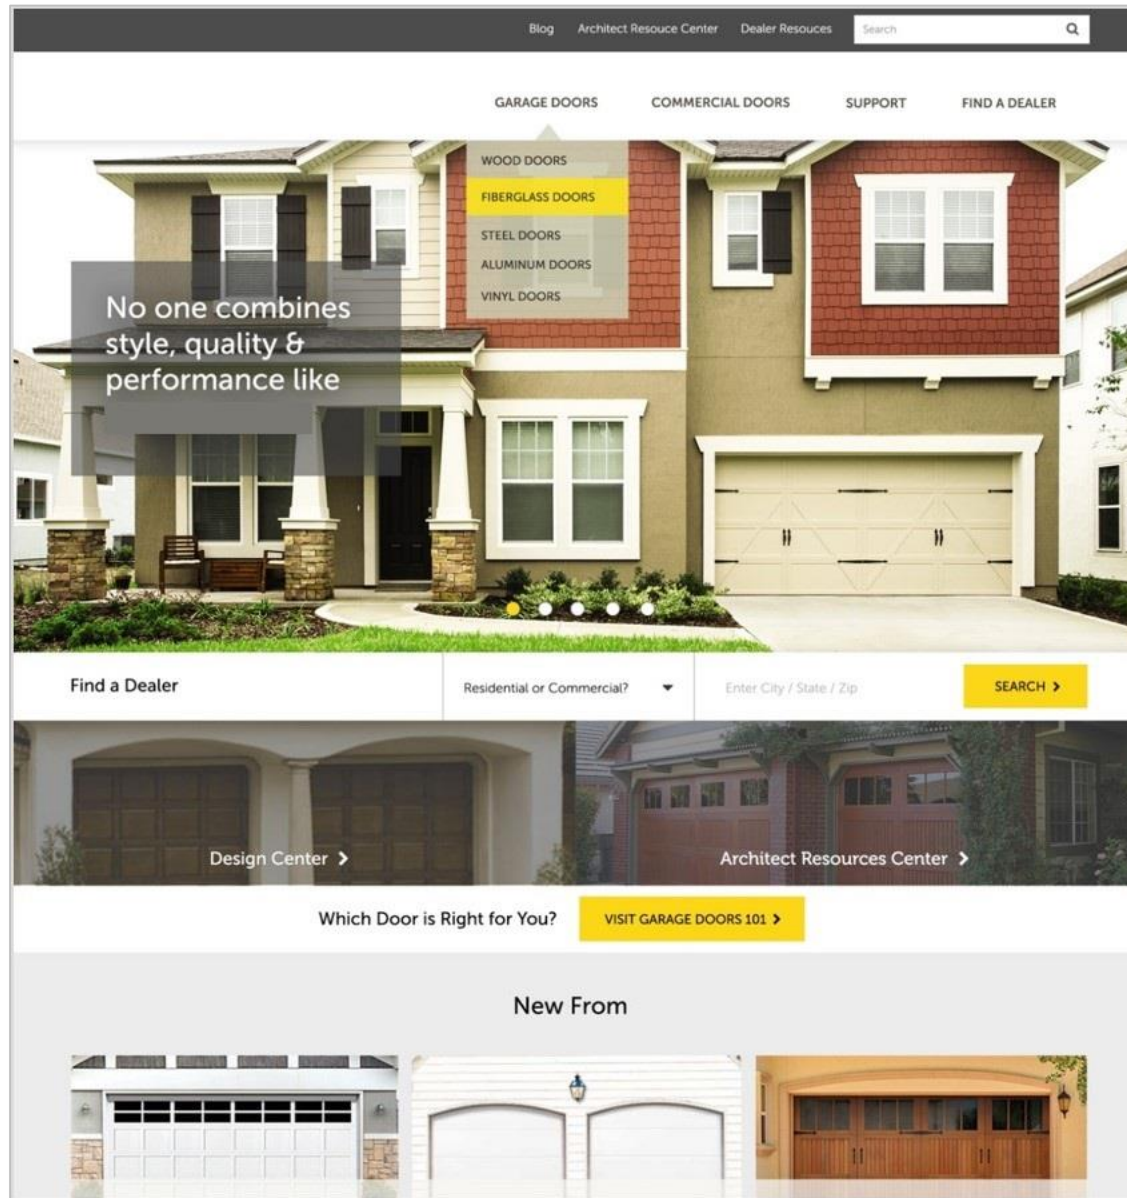 Blog Architect Resouce Center Dealer Resouces Search
GARAGE DOORS COMMERCIAL DOORS SUPPORT FIND A DEALER
WOOD DOORS
FIBERGLASS DOORS
STEEL DOORS
ALUMINUM DOORS
VINYL DOORS
No one combines
style, quality &
performance like
Find a Dealer Residential or Commercial? Enter City / State / Zip SEARCH
Design Center Architect Resources Center
Which Door is Right for You? VISIT GARAGE DOORS 101
New From